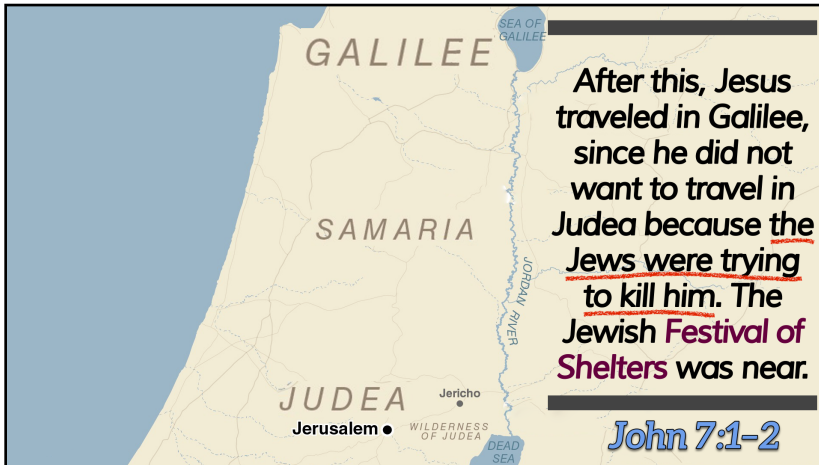 SEA OF
GALILEE
GALILEE
SAMARIA
JORDAN RIVER
JUDEA
Jericho
Jerusalem
WILDERNESS
OF JUDEA
DEAD
SEA
After this, Jesus
traveled in Galilee,
since he did not
want to travel in
Judea because the
Jews were trying
to kill him. The
Jewish Festival of
Shelters was near.
John 7:1–2